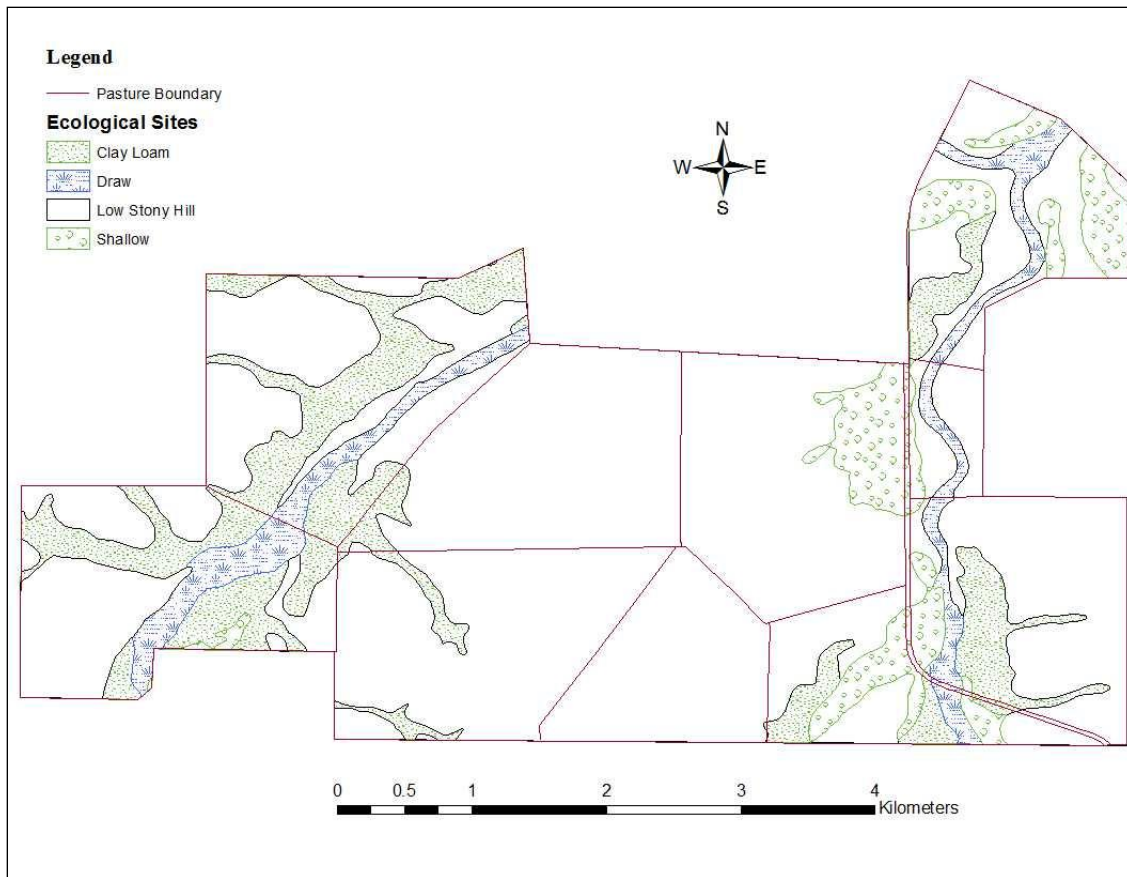 Legend
Pasture Boundary
Ecological Sites
Clay Loam
Draw
Low Stony Hill
Shallow
N
W E
S
0 0.5 1 2 3 4
Kilometers